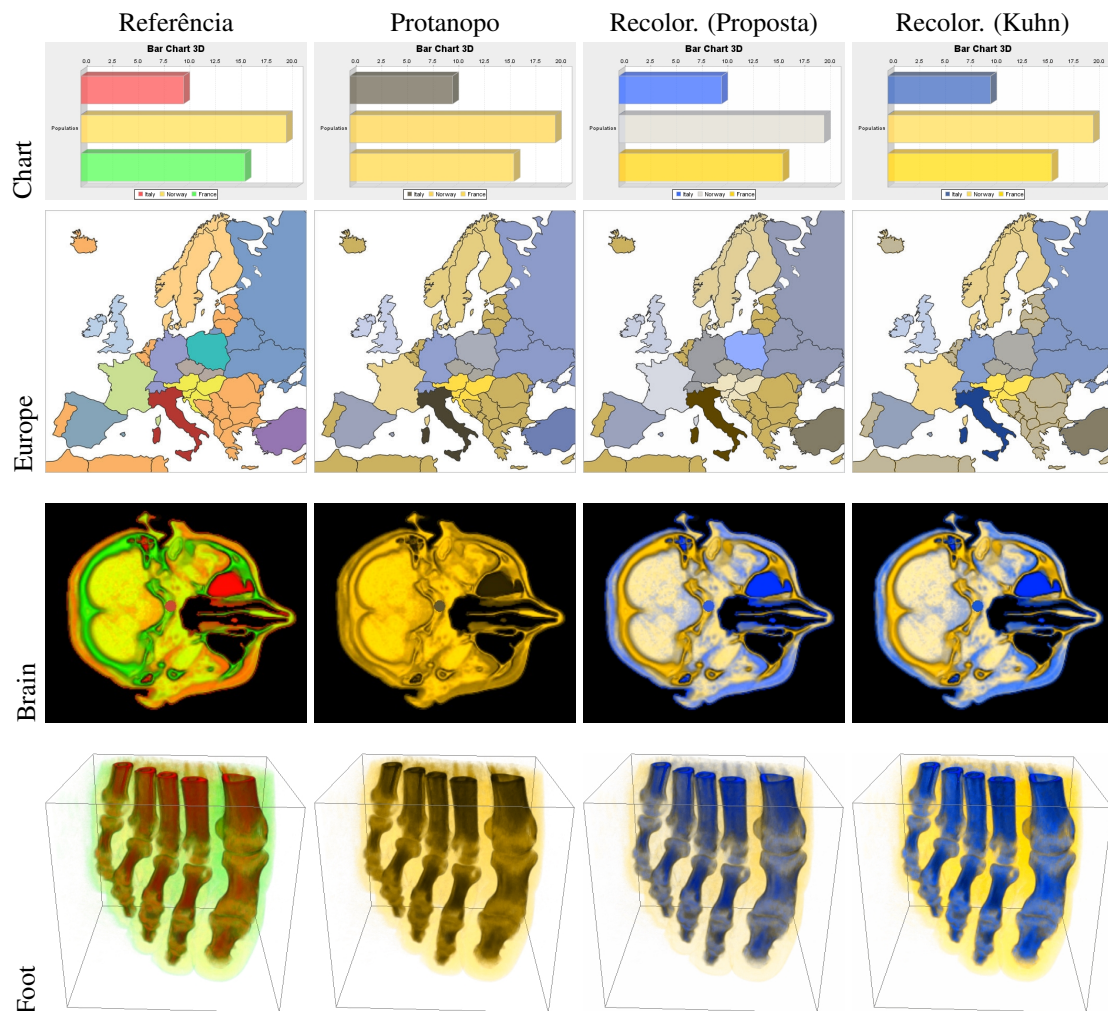 Referência Protanopo Recolor. (Proposta) Recolor. (Kuhn)
Chart
Bar Chart 3D
0.0 2.5 5.0 7.5 10.0 12.5 15.0 17.5 20.0
Population
Italy Norway France
Bar Chart 3D
0.0 2.5 5.0 7.5 10.0 12.5 15.0 17.5 20.0
Population
Italy Norway France
Bar Chart 3D
0.0 2.5 5.0 7.5 10.0 12.5 15.0 17.5 20.0
Population
Italy Norway France
Bar Chart 3D
0.0 2.5 5.0 7.5 10.0 12.5 15.0 17.5 20.0
Population
Italy Norway France
Europe
Brain
Foot